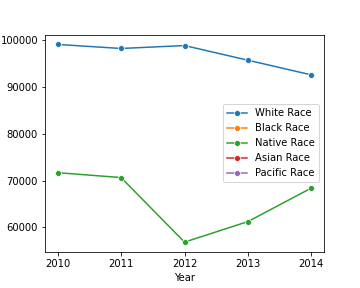 100000
90000
80000
70000
60000
White Race
Black Race
Native Race
Asian Race
Pacific Race
2010 2011 2012 2013 2014
Year